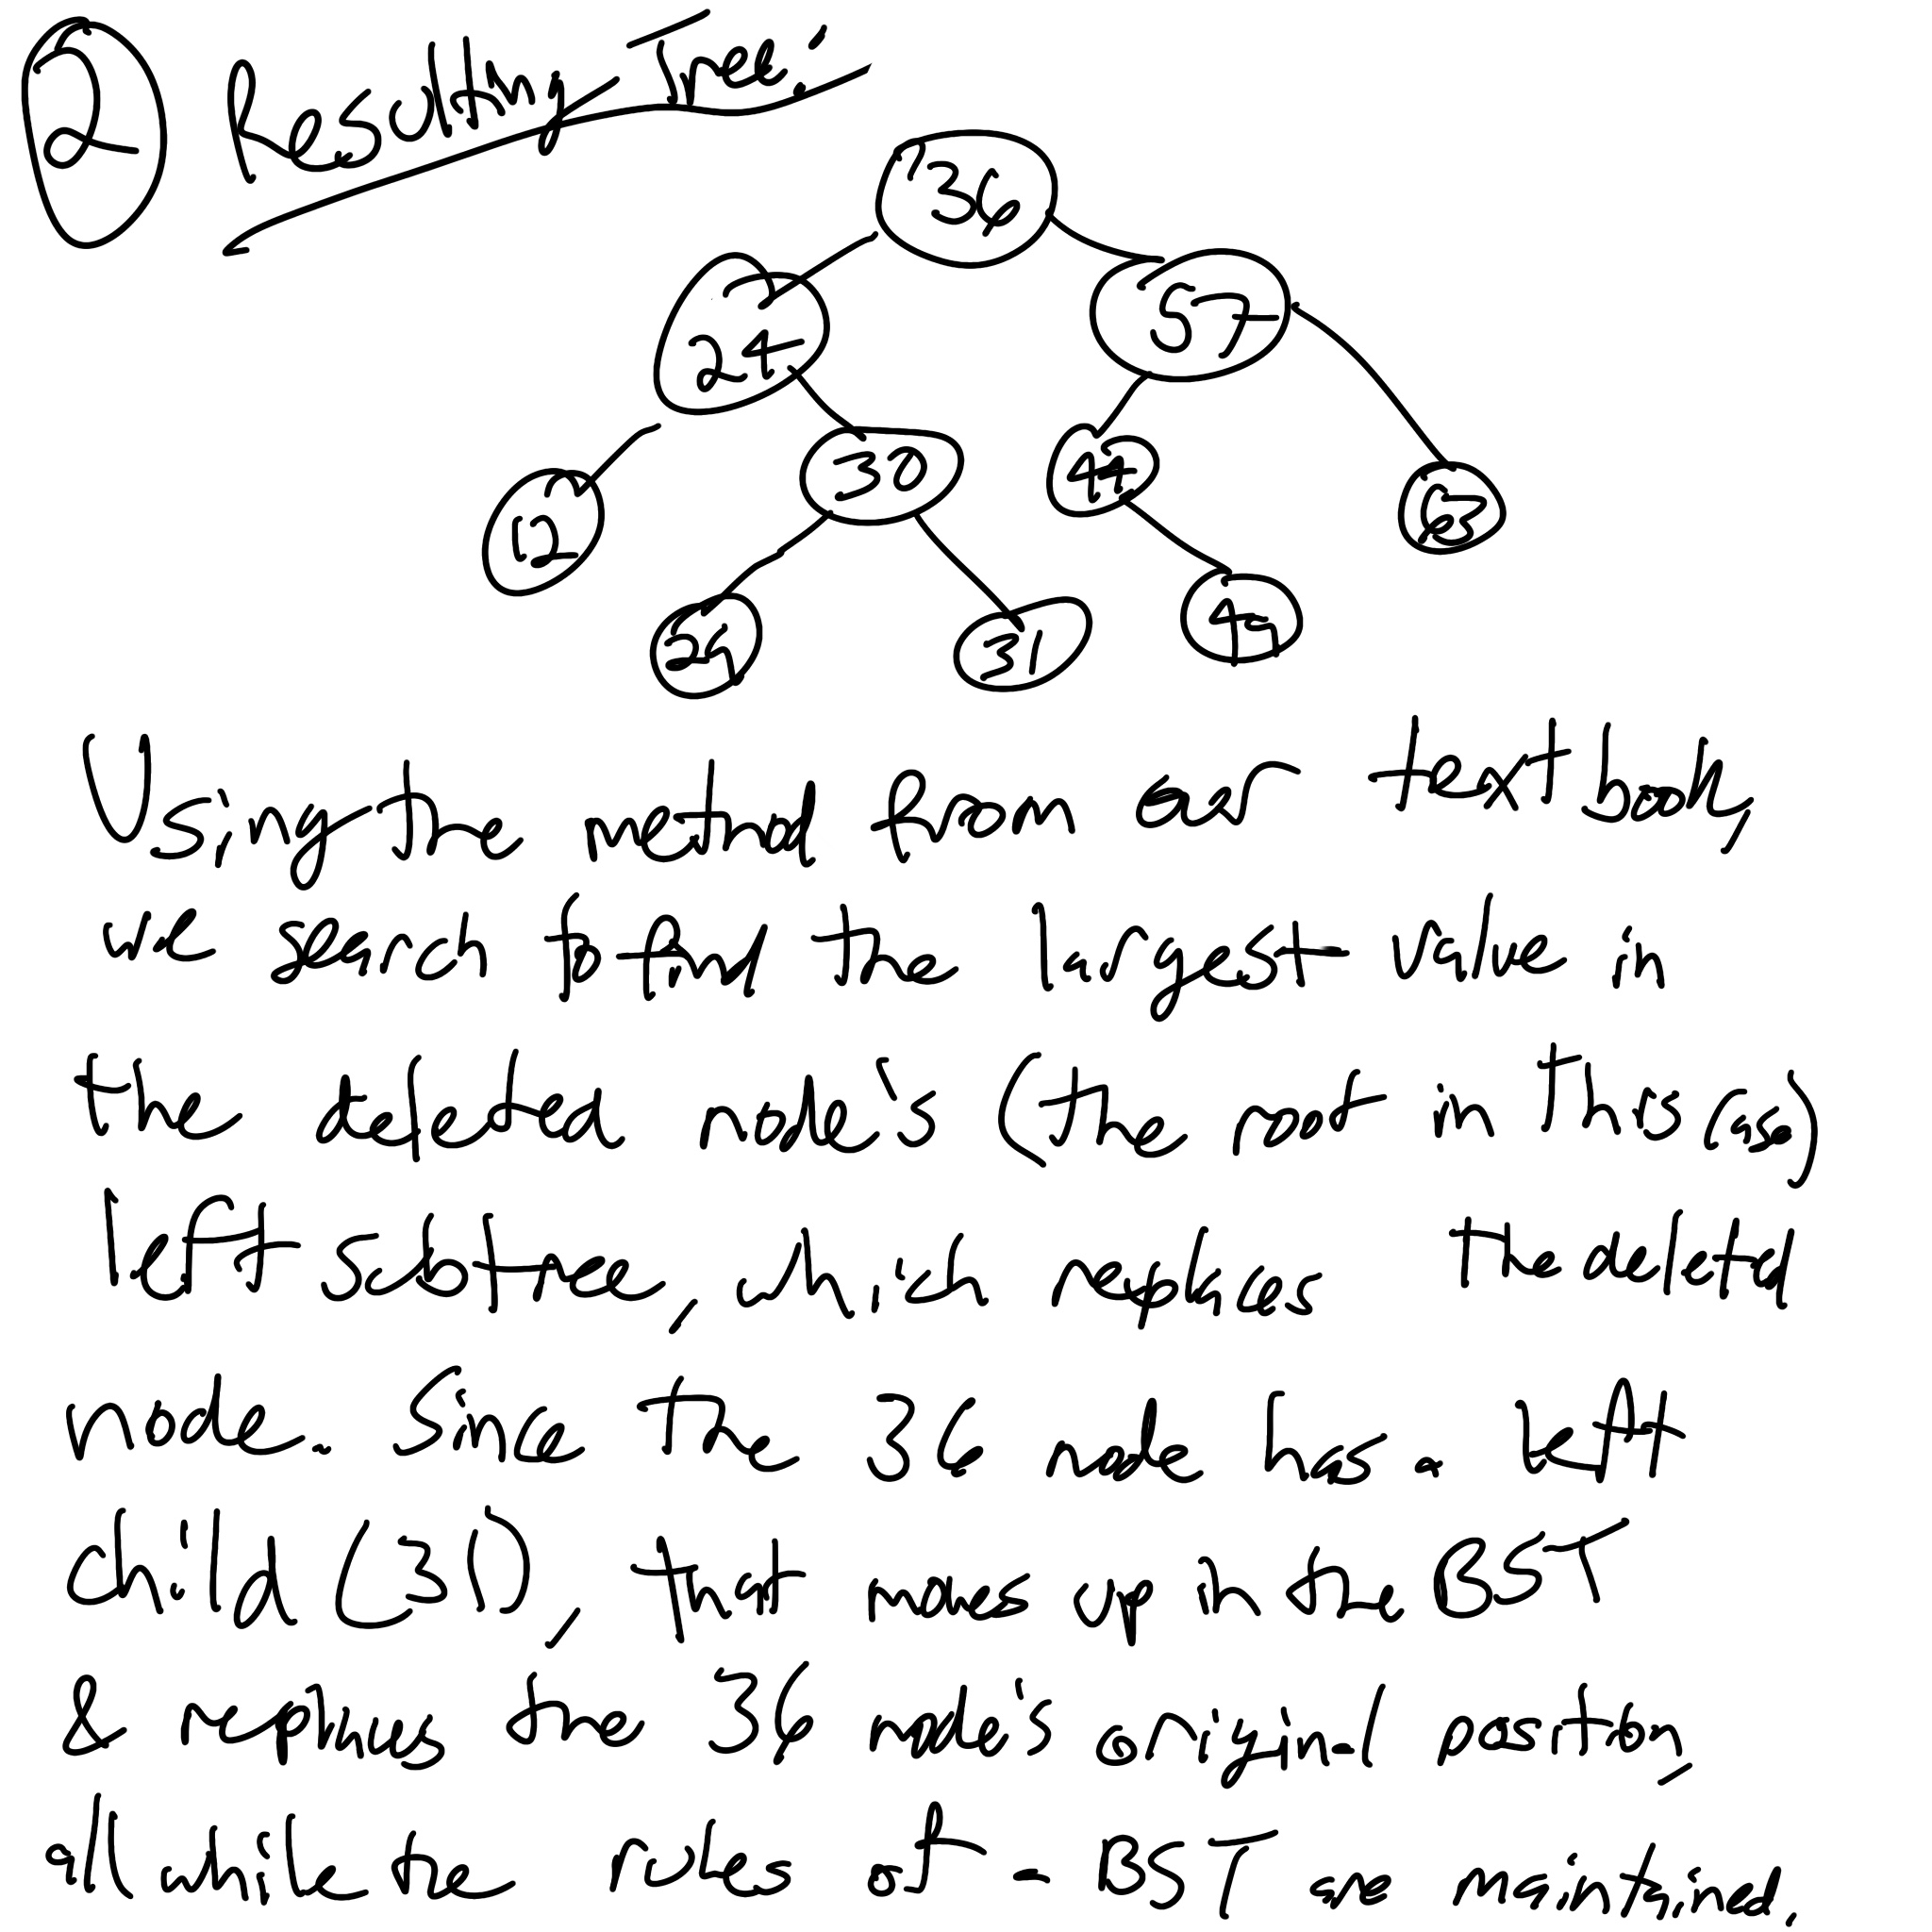 2 Resulting Tree:
36
24 57
30 44
12 65
26 31 49
Using the method from our textbook,
we search to find the largest value in
the deleted node's (the root in this case)
left subtree, which replaces the deleted
node. Since the 36 node has a left
child (31), that moves up in the BST
& replaces the 36 node's original position,
all while the rules of a BST are maintained.